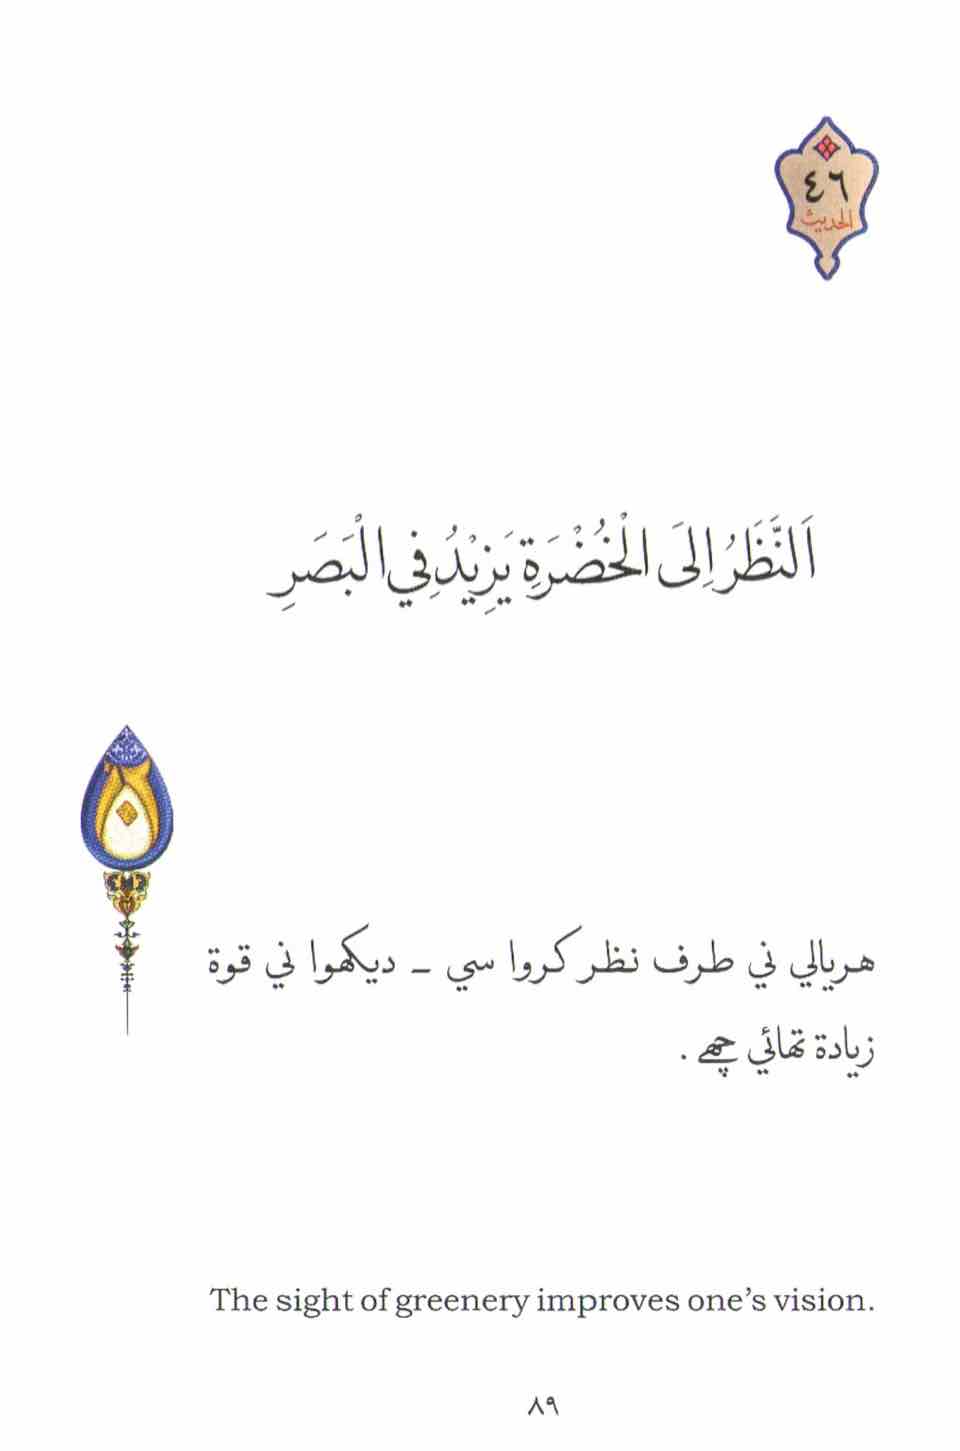 ٤٦
الحديث
اَلنَّظَرُ اِلَى الْخُضْرَةِ يَزِيْدُ فِي الْبَصَرِ
هريالي ني طرف نظر كروا سي ـ ديكهوا ني قوة
زيادة تهائي چھے .
The sight of greenery improves one’s vision.
٨٩